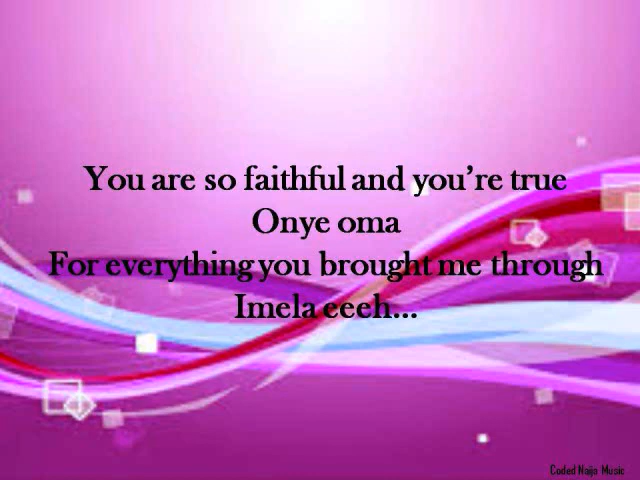 You are so faithful and you’re true
Onye oma
For everything you brought me through
Imela eeeh...
Coded Naija Music